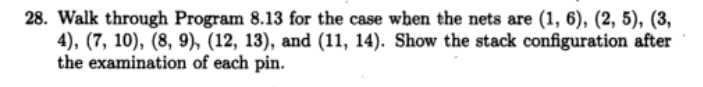 28. Walk through Program 8.13 for the case when the nets are (1, 6), (2, 5), (3,
4), (7, 10), (8, 9), (12, 13), and (11, 14). Show the stack configuration after
the examination of each pin.